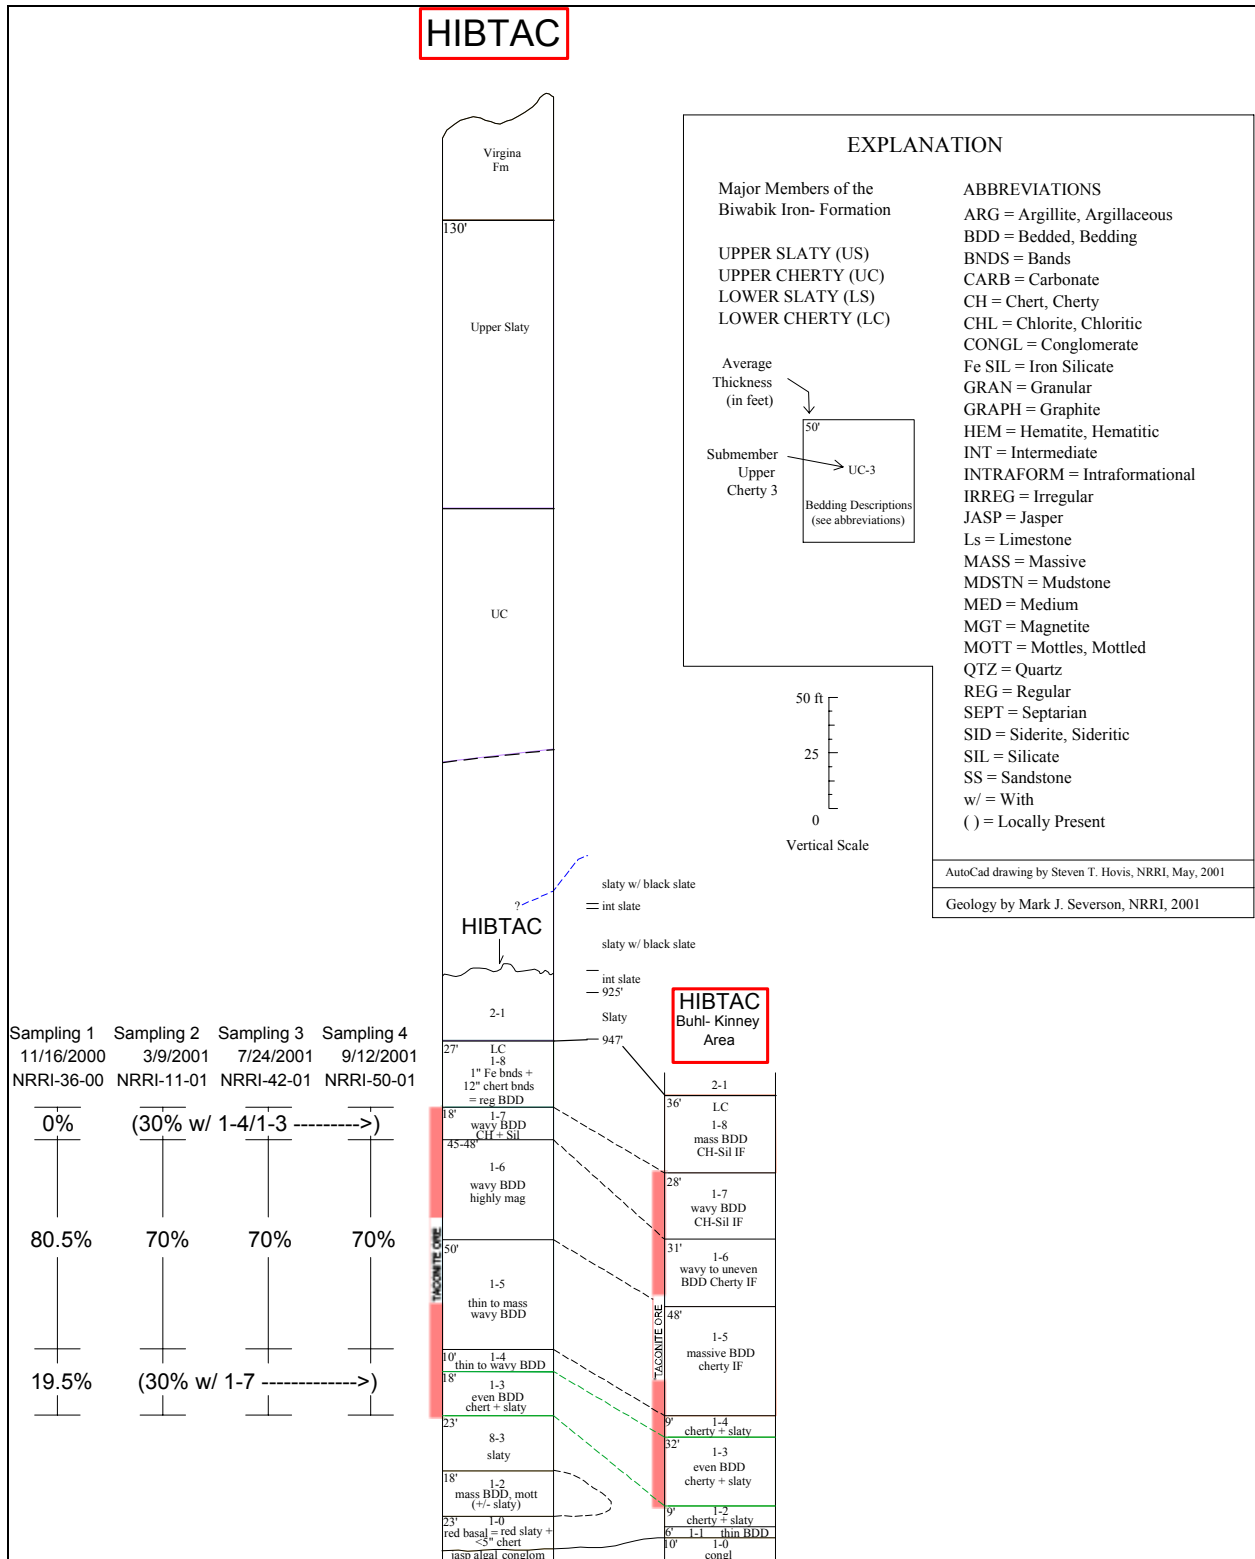 HIBTAC
Virgina
Fm
130'
Upper Slaty
UC
EXPLANATION
Major Members of the
Biwabik Iron- Formation
UPPER SLATY (US)
UPPER CHERTY (UC)
LOWER SLATY (LS)
LOWER CHERTY (LC)
Average
Thickness
(in feet)
50'
Submember
Upper
Cherty 3
UC-3
Bedding Descriptions
(see abbreviations)
ABBREVIATIONS
ARG = Argillite, Argillaceous
BDD = Bedded, Bedding
BNDS = Bands
CARB = Carbonate
CH = Chert, Cherty
CHL = Chlorite, Chloritic
CONGL = Conglomerate
Fe SIL = Iron Silicate
GRAN = Granular
GRAPH = Graphite
HEM = Hematite, Hematitic
INT = Intermediate
INTRAFORM = Intraformational
IRREG = Irregular
JASP = Jasper
Ls = Limestone
MASS = Massive
MDSTN = Mudstone
MED = Medium
MGT = Magnetite
MOTT = Mottles, Mottled
QTZ = Quartz
REG = Regular
SEPT = Septarian
SID = Siderite, Sideritic
SIL = Silicate
SS = Sandstone
w/ = With
( ) = Locally Present
AutoCad drawing by Steven T. Hovis, NRRI, May, 2001
Geology by Mark J. Severson, NRRI, 2001
50 ft
25
0
Vertical Scale
slaty w/ black slate
int slate
?
HIBTAC
slaty w/ black slate
int slate
925'
2-1
Slaty
947'
Sampling 1
11/16/2000
NRRI-36-00
Sampling 2
3/9/2001
NRRI-11-01
Sampling 3
7/24/2001
NRRI-42-01
Sampling 4
9/12/2001
NRRI-50-01
0%
(30% w/ 1-4/1-3 --------->)
80.5%
70%
70%
70%
19.5%
(30% w/ 1-7 ------------->)
TACONITE ORE
27'
LC
1-8
1" Fe bnds +
12" chert bnds
= reg BDD
18'
1-7
wavy BDD
CH + Sil
45-48'
1-6
wavy BDD
highly mag
50'
1-5
thin to mass
wavy BDD
10'
1-4
thin to wavy BDD
18'
1-3
even BDD
chert + slaty
23'
8-3
slaty
18'
1-2
mass BDD, mott
(+/- slaty)
23'
1-0
red basal = red slaty +
<5" chert
jasp algal conglom
HIBTAC
Buhl- Kinney
Area
2-1
36'
LC
1-8
mass BDD
CH-Sil IF
28'
1-7
wavy BDD
CH-Sil IF
31'
1-6
wavy to uneven
BDD Cherty IF
TACONITE ORE
48'
1-5
massive BDD
cherty IF
9'
1-4
cherty + slaty
32'
1-3
even BDD
cherty + slaty
9'
1-2
cherty + slaty
6'
1-1
thin BDD
10'
1-0
congl